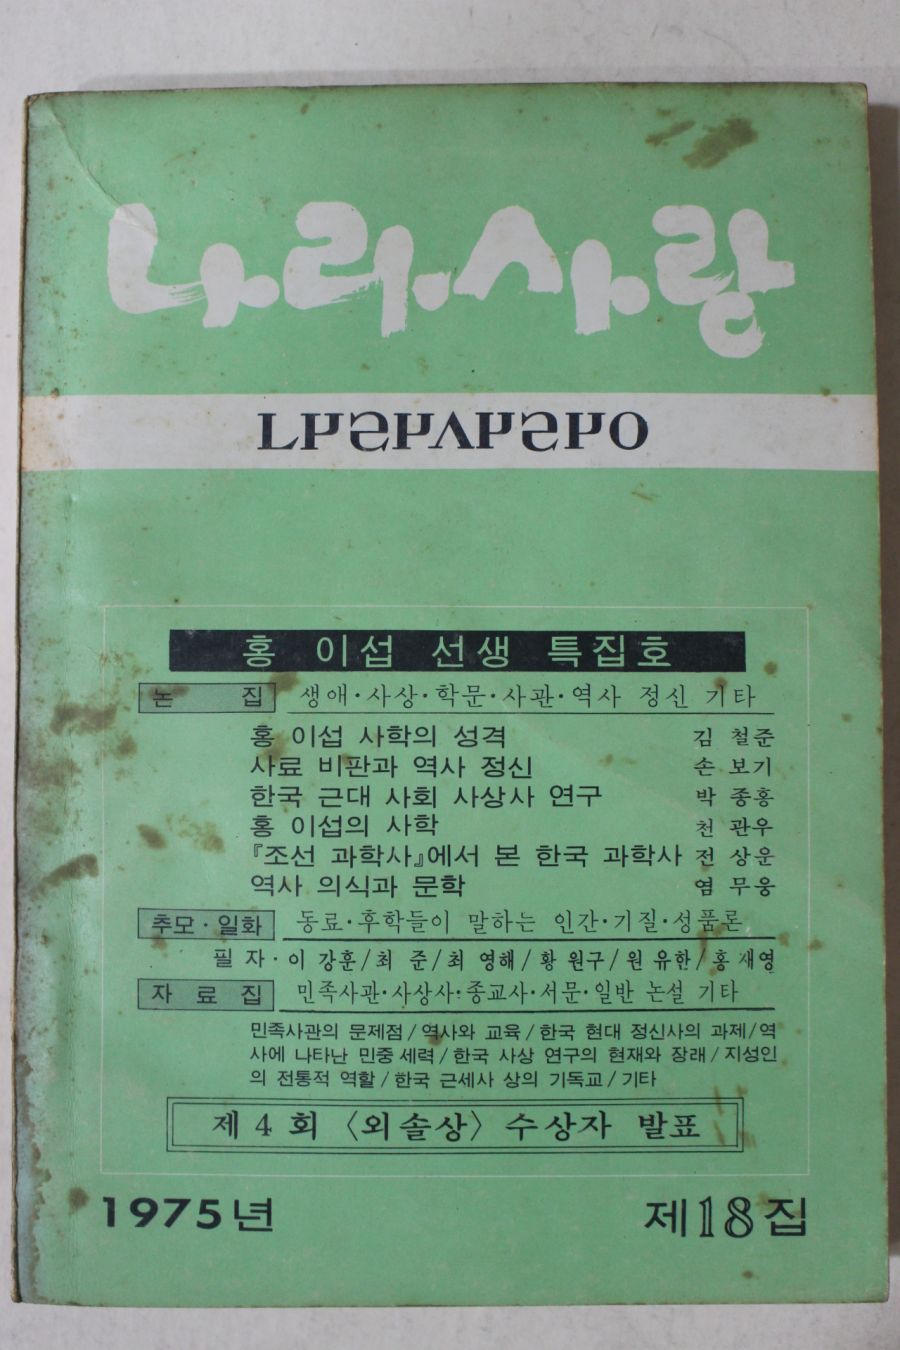 나라·사랑
ㄴㅏㄹㅏㅅㅏㄹㅏㅇ
홍 이섭 선생 특집호
논 집 생애·사상·학문·사관·역사 정신 기타
홍 이섭 사학의 성격 김 철준
사료 비판과 역사 정신 손 보기
한국 근대 사회 사상사 연구 박 종홍
홍 이섭의 사학 천 관우
『조선 과학사』에서 본 한국 과학사 전 상운
역사 의식과 문학 염 무웅
추모·일화 동료·후학들이 말하는 인간·기질·성품론
필 자·이 강훈/최 준/최 영해/황 원구/원 유한/홍 재영
자 료 집 민족사관·사상사·종교사·서문·일반 논설 기타
민족사관의 문제점/역사와 교육/한국 현대 정신사의 과제/역
사에 나타난 민중 세력/한국 사상 연구의 현재와 장래/지성인
의 전통적 역할/한국 근세사 상의 기독교/기타
제 4 회 〈외솔상〉 수상자 발표
1975년 제18집